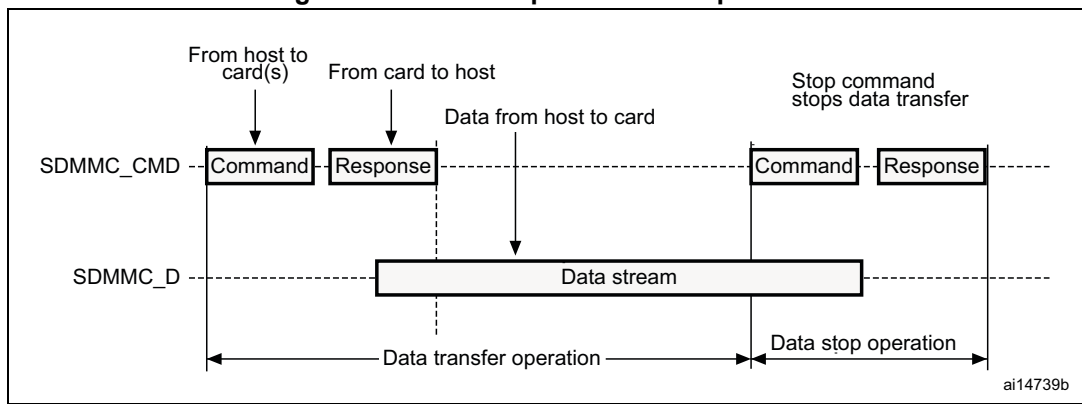 From host to
card(s)
From card to host
Stop command
stops data transfer
Data from host to card
SDMMC_CMD
Command
Response
Command
Response
SDMMC_D
Data stream
Data transfer operation
Data stop operation
ai14739b